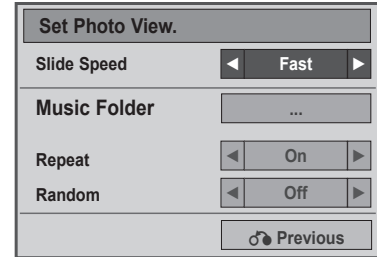 Set Photo View.
Slide Speed ◀ Fast ▶
Music Folder ...
Repeat ◀ On ▶
Random ◀ Off ▶
Previous